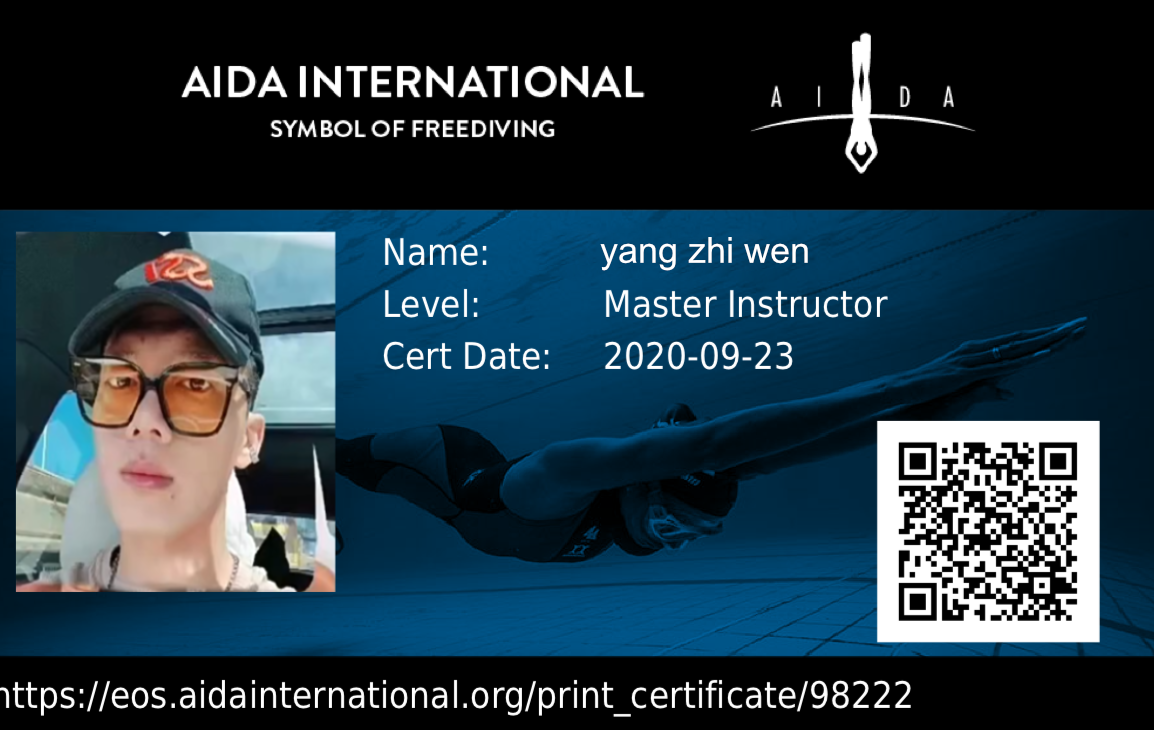 AIDA INTERNATIONAL
SYMBOL OF FREEDIVING
A I D A
Name: yang zhi wen
Level: Master Instructor
Cert Date: 2020-09-23
https://eos.aidainternational.org/print_certificate/98222